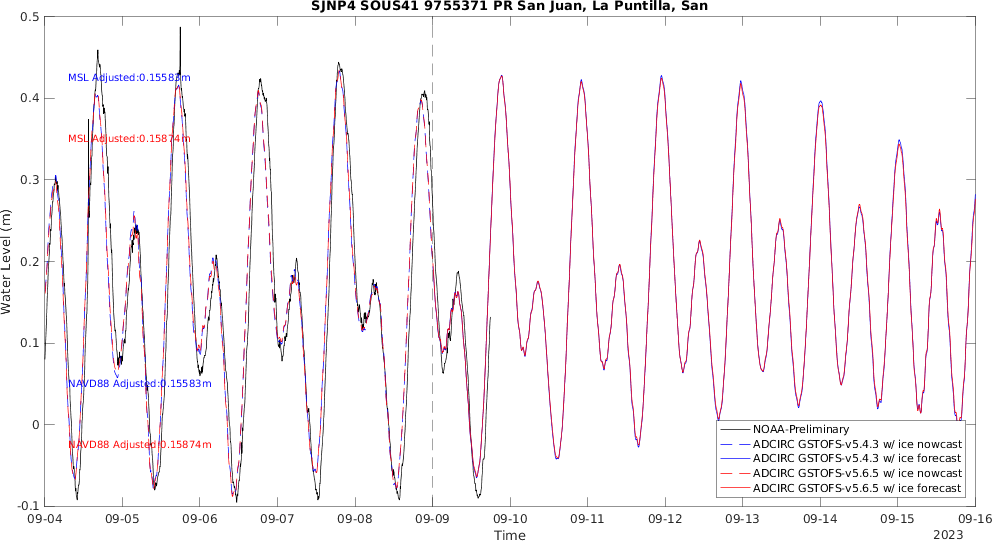 SJNP4 SOUS41 9755371 PR San Juan, La Puntilla, San
0.5
0.4
0.3
0.2
0.1
0
-0.1
Water Level (m)
MSL Adjusted:0.15583m
MSL Adjusted:0.15874m
NAVD88 Adjusted:0.15583m
NAVD88 Adjusted:0.15874m
NOAA-Preliminary
ADCIRC GSTOFS-v5.4.3 w/ ice nowcast
ADCIRC GSTOFS-v5.4.3 w/ ice forecast
ADCIRC GSTOFS-v5.6.5 w/ ice nowcast
ADCIRC GSTOFS-v5.6.5 w/ ice forecast
09-04 09-05 09-06 09-07 09-08 09-09 09-10 09-11 09-12 09-13 09-14 09-15 09-16
Time
2023